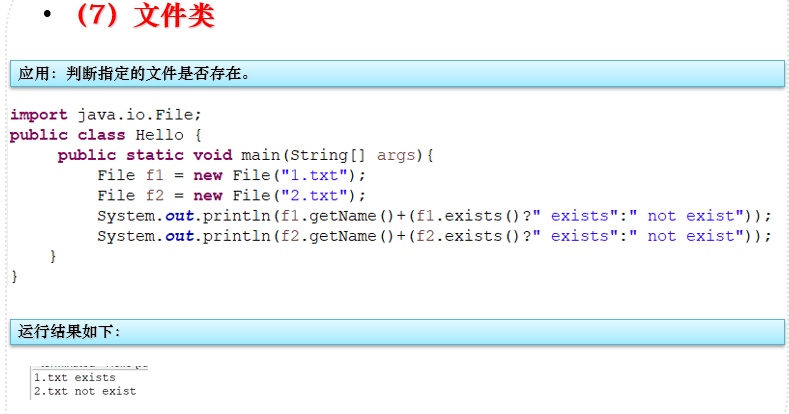 • （7）文件类
应用：判断指定的文件是否存在。
import java.io.File;
public class Hello {
public static void main(String[] args){
File f1 = new File("1.txt");
File f2 = new File("2.txt");
System.out.println(f1.getName()+(f1.exists()?" exists":" not exist"));
System.out.println(f2.getName()+(f2.exists()?" exists":" not exist"));
}
}
运行结果如下：
1.txt exists
2.txt not exist